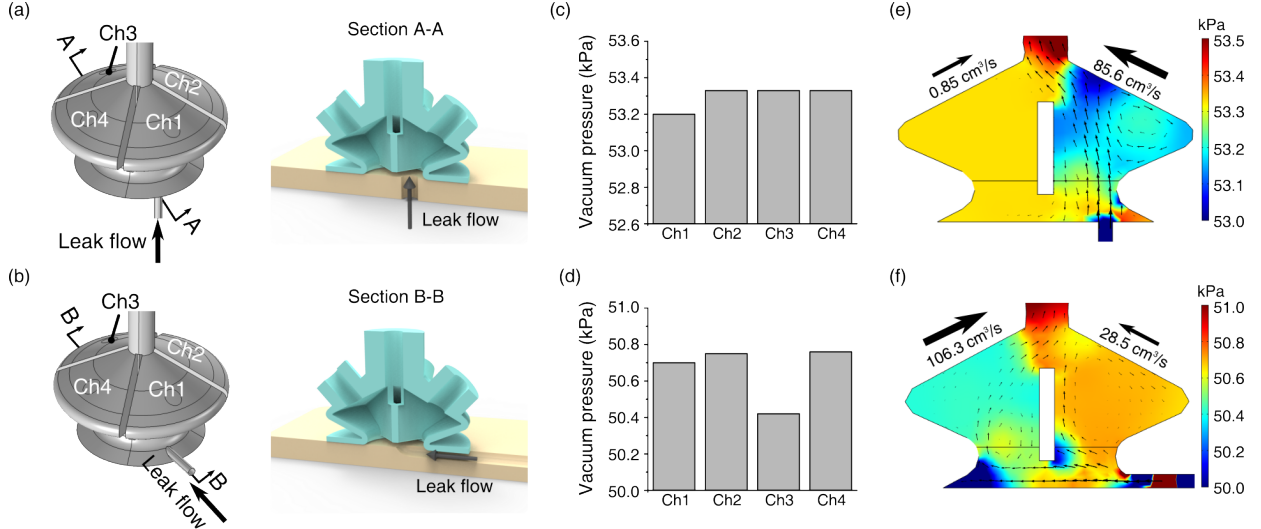 (a)
A
Ch3
Ch2
Ch4
Ch1
A
Leak flow
Section A-A
Leak flow
(c)
Vacuum pressure (kPa)
53.6
53.4
53.2
53.0
52.8
52.6
Ch1 Ch2 Ch3 Ch4
(e)
kPa
0.85 cm³/s
85.6 cm³/s
53.5
53.4
53.3
53.2
53.1
53.0
(b)
Ch3
B
Ch2
Ch4
Ch1
B
Leak flow
Section B-B
Leak flow
(d)
Vacuum pressure (kPa)
51.0
50.8
50.6
50.4
50.2
50.0
Ch1 Ch2 Ch3 Ch4
(f)
kPa
106.3 cm³/s
28.5 cm³/s
51.0
50.8
50.6
50.4
50.2
50.0